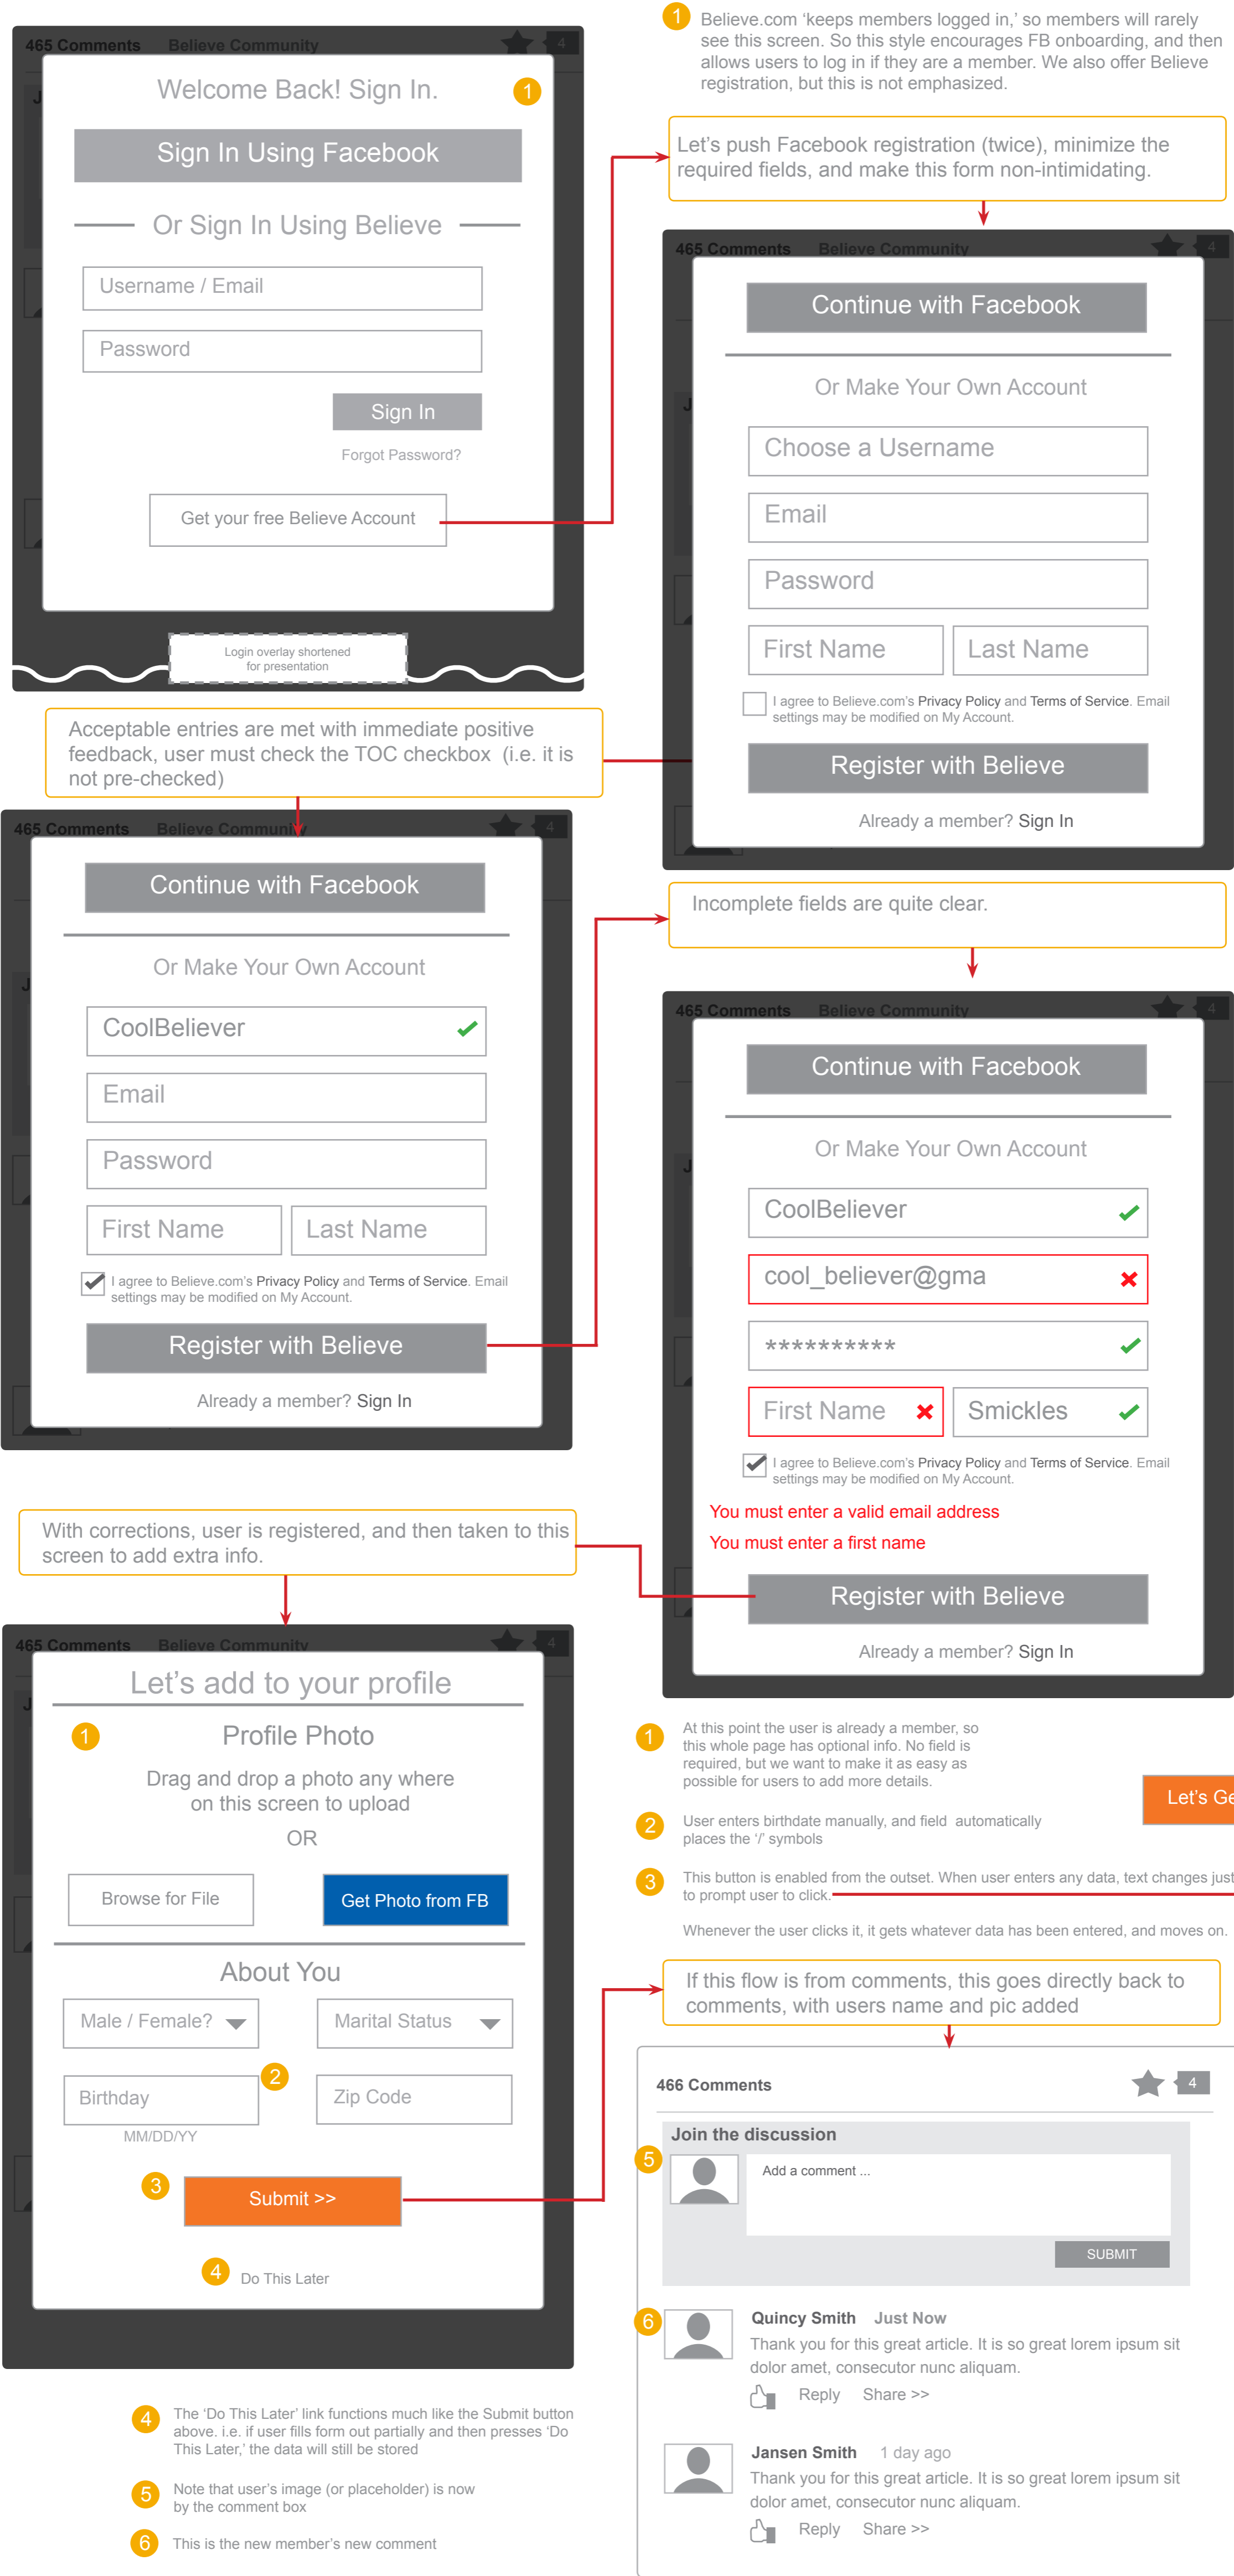 465 Comments Believe Community 4
Welcome Back! Sign In.
1
Sign In Using Facebook
Or Sign In Using Believe
Username / Email
Password
Sign In
Forgot Password?
Get your free Believe Account
Login overlay shortened
for presentation
1
Believe.com ‘keeps members logged in,’ so members will rarely
see this screen. So this style encourages FB onboarding, and then
allows users to log in if they are a member. We also offer Believe
registration, but this is not emphasized.
Let’s push Facebook registration (twice), minimize the
required fields, and make this form non-intimidating.
465 Comments Believe Community 4
Continue with Facebook
Or Make Your Own Account
Choose a Username
Email
Password
First Name Last Name
I agree to Believe.com’s Privacy Policy and Terms of Service. Email
settings may be modified on My Account.
Register with Believe
Already a member? Sign In
Acceptable entries are met with immediate positive
feedback, user must check the TOC checkbox (i.e. it is
not pre-checked)
465 Comments Believe Community 4
Continue with Facebook
Or Make Your Own Account
CoolBeliever
Email
Password
First Name Last Name
I agree to Believe.com’s Privacy Policy and Terms of Service. Email
settings may be modified on My Account.
Register with Believe
Already a member? Sign In
Incomplete fields are quite clear.
465 Comments Believe Community 4
Continue with Facebook
Or Make Your Own Account
CoolBeliever
cool_believer@gma
**********
First Name Smickles
I agree to Believe.com’s Privacy Policy and Terms of Service. Email
settings may be modified on My Account.
You must enter a valid email address
You must enter a first name
Register with Believe
Already a member? Sign In
With corrections, user is registered, and then taken to this
screen to add extra info.
465 Comments Believe Community 4
Let’s add to your profile
1
Profile Photo
Drag and drop a photo any where
on this screen to upload
OR
Browse for File Get Photo from FB
About You
Male / Female? Marital Status
2
Birthday Zip Code
MM/DD/YY
3
Submit >>
4
Do This Later
1
At this point the user is already a member, so
this whole page has optional info. No field is
required, but we want to make it as easy as
possible for users to add more details.
Let’s Ge
2
User enters birthdate manually, and field automatically
places the ‘/’ symbols
3
This button is enabled from the outset. When user enters any data, text changes just
to prompt user to click.
Whenever the user clicks it, it gets whatever data has been entered, and moves on.
If this flow is from comments, this goes directly back to
comments, with users name and pic added
466 Comments 4
Join the discussion
5
Add a comment ...
SUBMIT
6
Quincy Smith Just Now
Thank you for this great article. It is so great lorem ipsum sit
dolor amet, consecutor nunc aliquam.
Reply Share >>
Jansen Smith 1 day ago
Thank you for this great article. It is so great lorem ipsum sit
dolor amet, consecutor nunc aliquam.
Reply Share >>
4
The ‘Do This Later’ link functions much like the Submit button
above. i.e. if user fills form out partially and then presses ‘Do
This Later,’ the data will still be stored
5
Note that user’s image (or placeholder) is now
by the comment box
6
This is the new member’s new comment